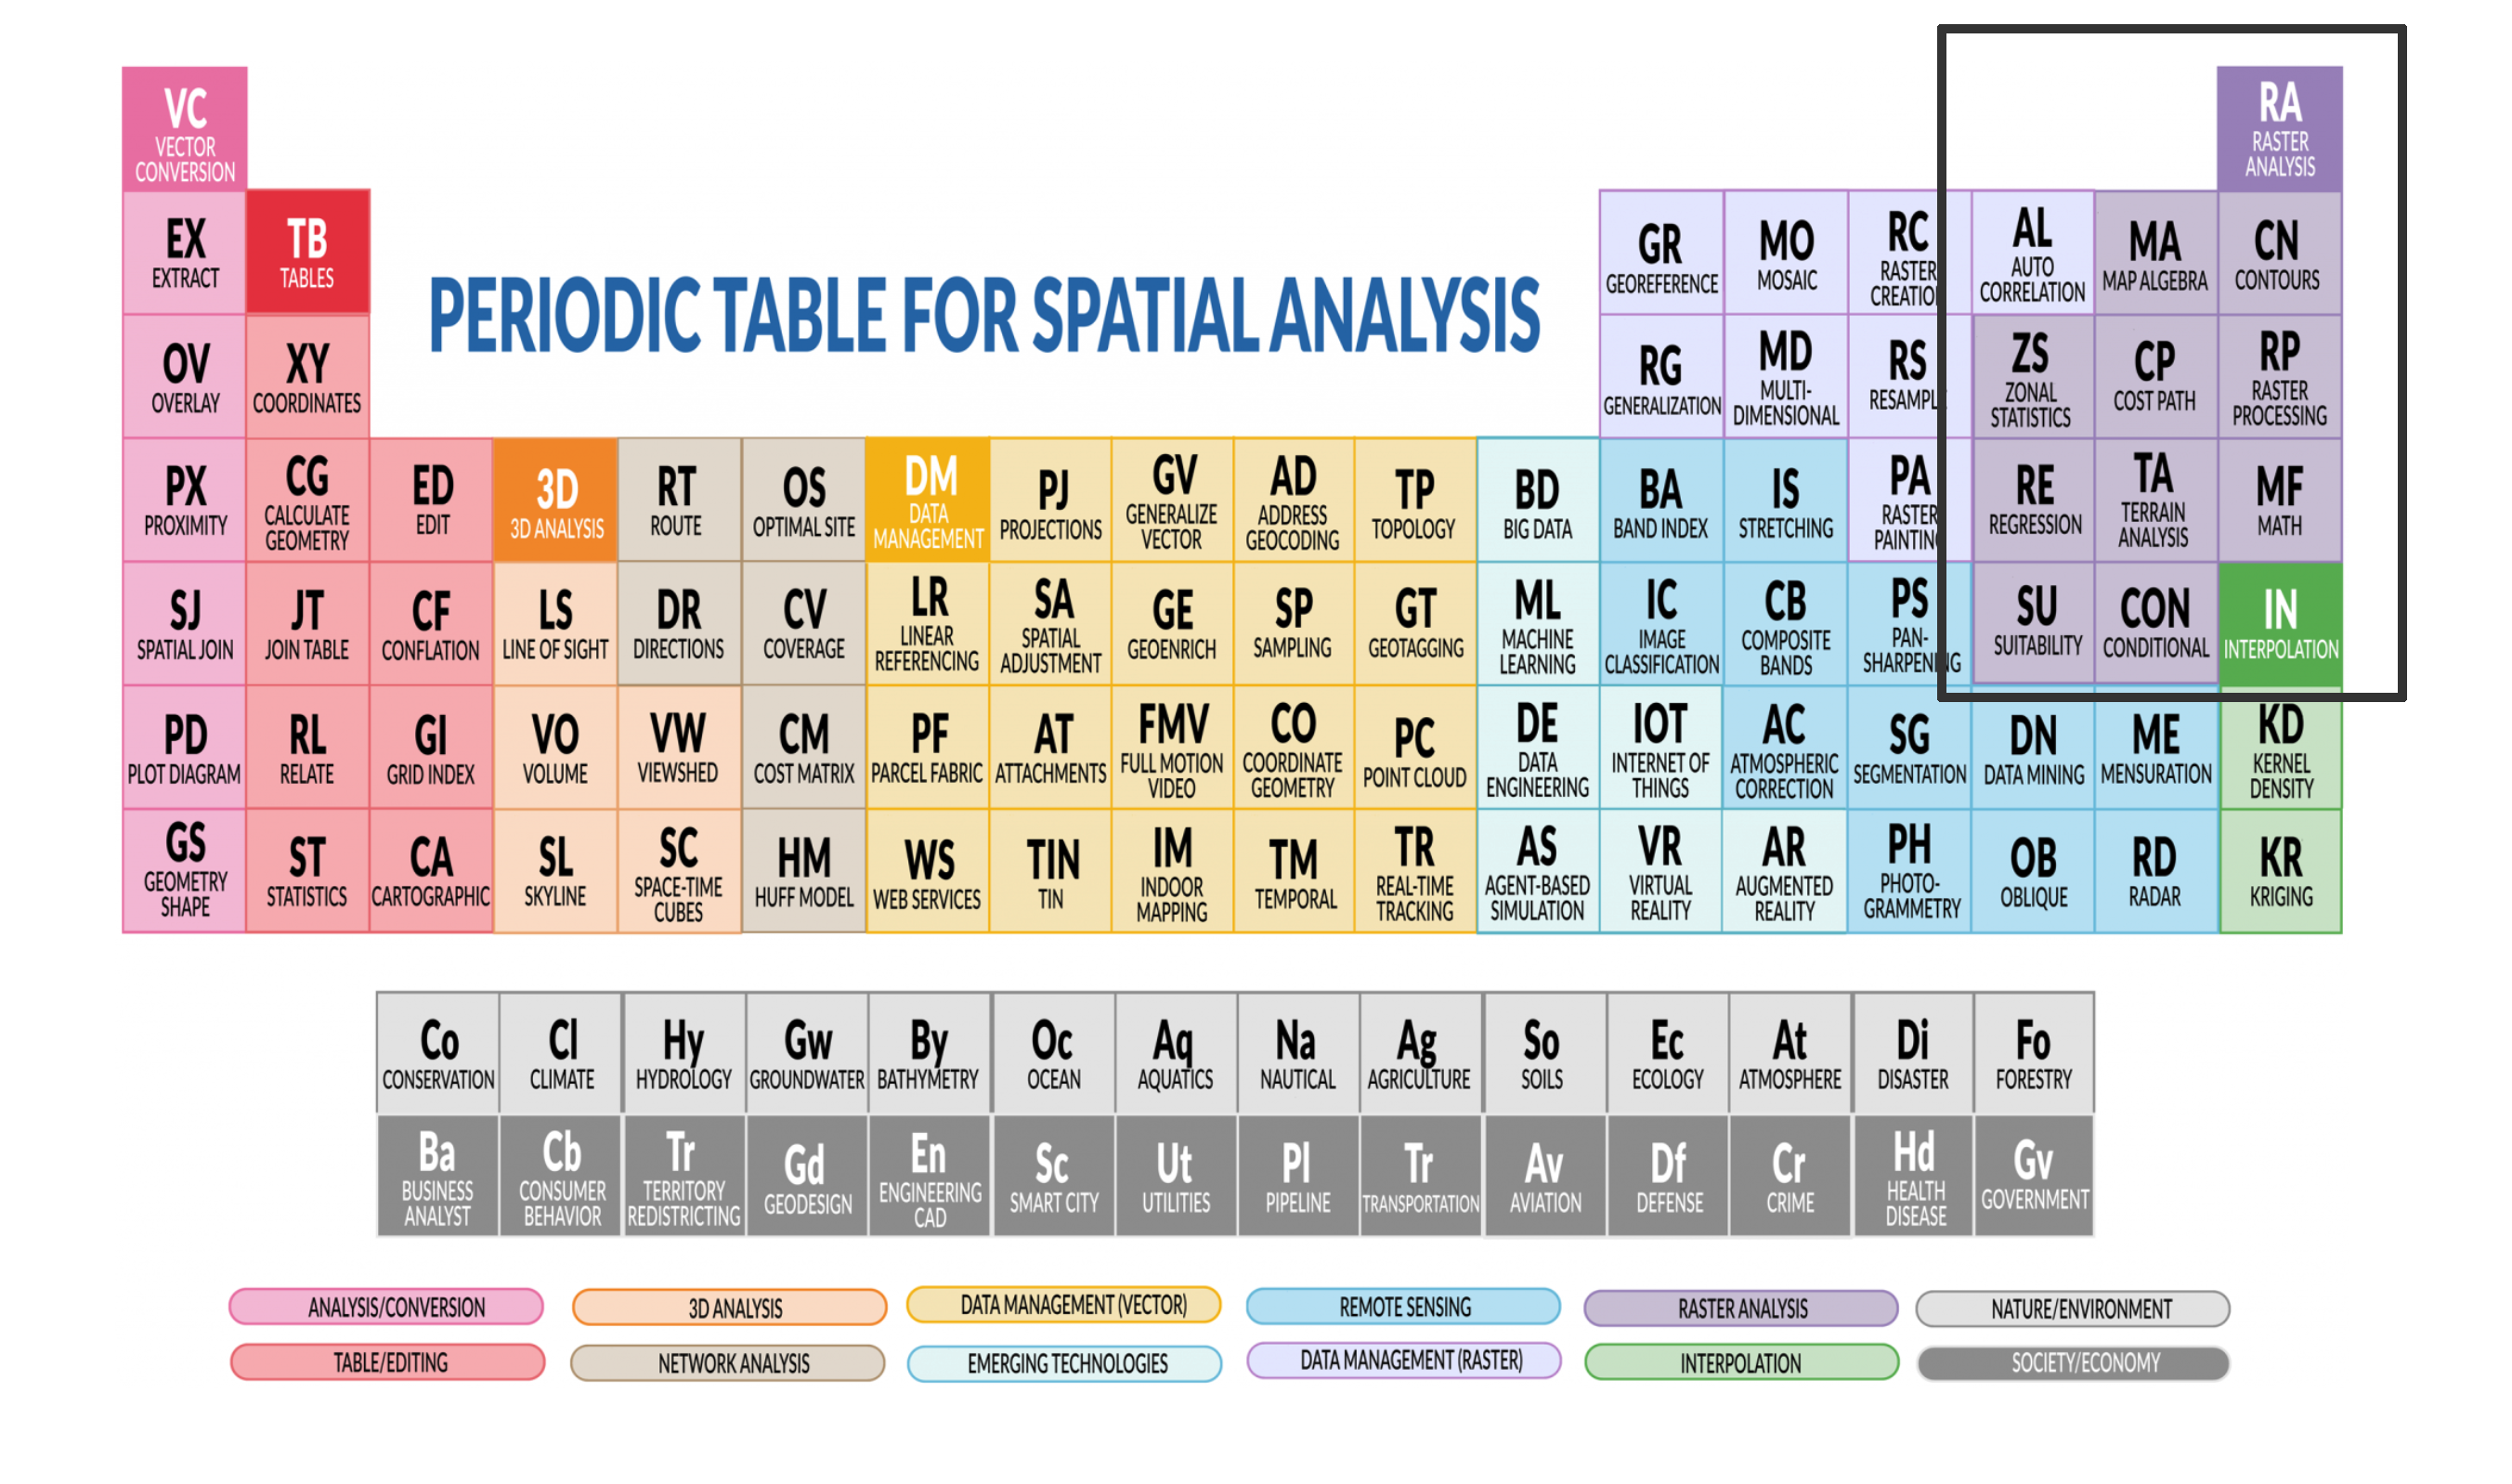 VC
VECTOR
CONVERSION
RA
RASTER
ANALYSIS
EX
EXTRACT
TB
TABLES
GR
GEOREFERENCE
MO
MOSAIC
RC
RASTER
CREATIO
AL
AUTO
CORRELATION
MA
MAP ALGEBRA
CN
CONTOURS
PERIODIC TABLE FOR SPATIAL ANALYSIS
OV
OVERLAY
XY
COORDINATES
RG
GENERALIZATION
MD
MULTI-
DIMENSIONAL
RS
RESAMPLE
ZS
ZONAL
STATISTICS
CP
COST PATH
RP
RASTER
PROCESSING
PX
PROXIMITY
CG
CALCULATE
GEOMETRY
ED
EDIT
3D
3D ANALYSIS
RT
ROUTE
OS
OPTIMAL SITE
DM
DATA
MANAGEMENT
PJ
PROJECTIONS
GV
GENERALIZE
VECTOR
AD
ADDRESS
GEOCODING
TP
TOPOLOGY
BD
BIG DATA
BA
BAND INDEX
IS
STRETCHING
PA
RASTER
PAINTIN
RE
REGRESSION
TA
TERRAIN
ANALYSIS
MF
MATH
SJ
SPATIAL JOIN
JT
JOIN TABLE
CF
CONFLATION
LS
LINE OF SIGHT
DR
DIRECTIONS
CV
COVERAGE
LR
LINEAR
REFERENCING
SA
SPATIAL
ADJUSTMENT
GE
GEOENRICH
SP
SAMPLING
GT
GEOTAGGING
ML
MACHINE
LEARNING
IC
IMAGE
CLASSIFICATION
CB
COMPOSITE
BANDS
PS
PAN-
SHARPENING
SU
SUITABILITY
CON
CONDITIONAL
IN
INTERPOLATION
PD
PLOT DIAGRAM
RL
RELATE
GI
GRID INDEX
VO
VOLUME
VW
VIEWSHED
CM
COST MATRIX
PF
PARCEL FABRIC
AT
ATTACHMENTS
FMV
FULL MOTION
VIDEO
CO
COORDINATE
GEOMETRY
PC
POINT CLOUD
DE
DATA
ENGINEERING
IOT
INTERNET OF
THINGS
AC
ATMOSPHERIC
CORRECTION
SG
SEGMENTATION
DN
DATA MINING
ME
MENSURATION
KD
KERNEL
DENSITY
GS
GEOMETRY
SHAPE
ST
STATISTICS
CA
CARTOGRAPHIC
SL
SKYLINE
SC
SPACE-TIME
CUBES
HM
HUFF MODEL
WS
WEB SERVICES
TIN
TIN
IM
INDOOR
MAPPING
TM
TEMPORAL
TR
REAL-TIME
TRACKING
AS
AGENT-BASED
SIMULATION
VR
VIRTUAL
REALITY
AR
AUGMENTED
REALITY
PH
PHOTO-
GRAMMETRY
OB
OBLIQUE
RD
RADAR
KR
KRIGING
Co
CONSERVATION
Cl
CLIMATE
Hy
HYDROLOGY
Gw
GROUNDWATER
By
BATHYMETRY
Oc
OCEAN
Aq
AQUATICS
Na
NAUTICAL
Ag
AGRICULTURE
So
SOILS
Ec
ECOLOGY
At
ATMOSPHERE
Di
DISASTER
Fo
FORESTRY
Ba
BUSINESS
ANALYST
Cb
CONSUMER
BEHAVIOR
Tr
TERRITORY
REDISTRICTING
Gd
GEODESIGN
En
ENGINEERING
CAD
Sc
SMART CITY
Ut
UTILITIES
Pl
PIPELINE
Tr
TRANSPORTATION
Av
AVIATION
Df
DEFENSE
Cr
CRIME
Hd
HEALTH
DISEASE
Gv
GOVERNMENT
ANALYSIS/CONVERSION
3D ANALYSIS
DATA MANAGEMENT (VECTOR)
REMOTE SENSING
RASTER ANALYSIS
NATURE/ENVIRONMENT
TABLE/EDITING
NETWORK ANALYSIS
EMERGING TECHNOLOGIES
DATA MANAGEMENT (RASTER)
INTERPOLATION
SOCIETY/ECONOMY